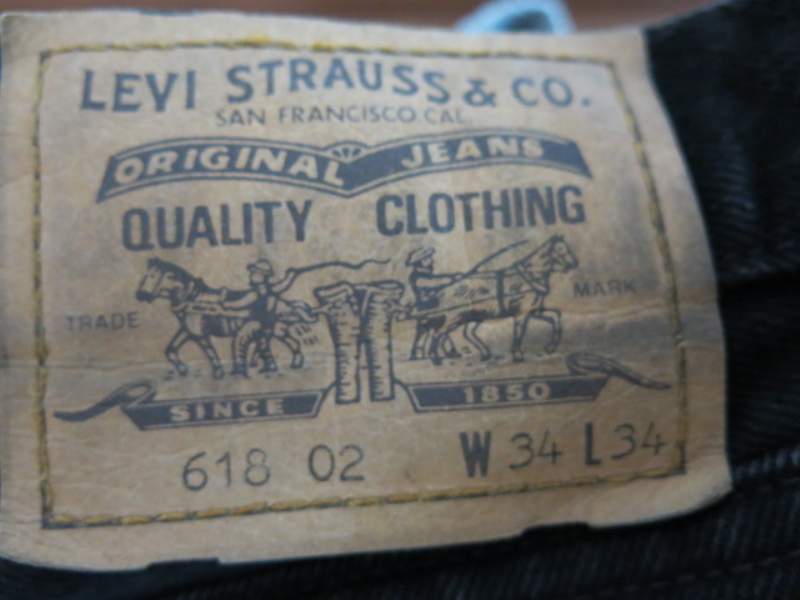 LEVI STRAUSS & CO.
SAN FRANCISCO CAL.
ORIGINAL JEANS
QUALITY CLOTHING
TRADE MARK
SINCE 1850
618 02 W 34 L 34